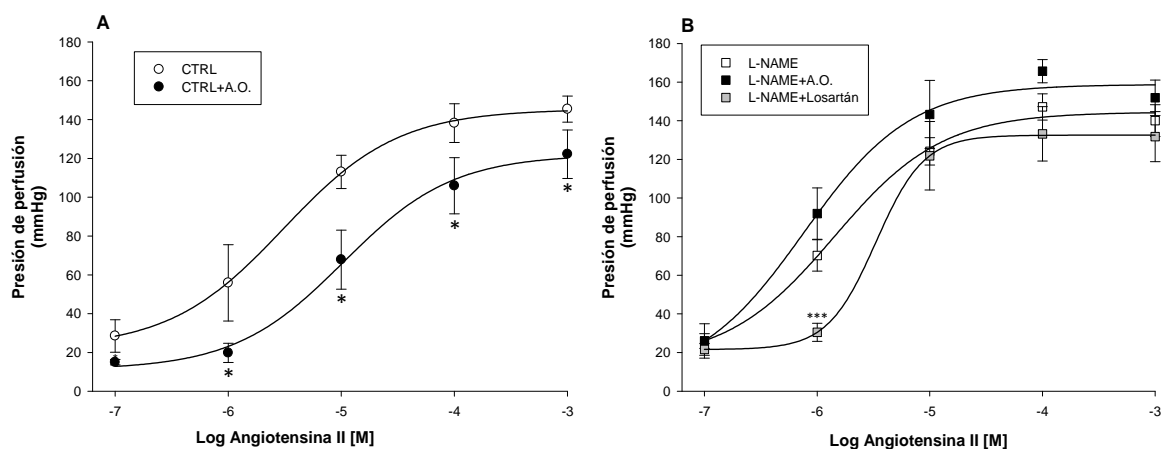 A
CTRL
CTRL+A.O.
Presión de perfusión
(mmHg)
180
160
140
120
100
80
60
40
20
0
*
*
*
*
-7
-6
-5
-4
-3
Log Angiotensina II [M]
B
L-NAME
L-NAME+A.O.
L-NAME+Losartán
Presión de perfusión
(mmHg)
180
160
140
120
100
80
60
40
20
0
***
-7
-6
-5
-4
-3
Log Angiotensina II [M]